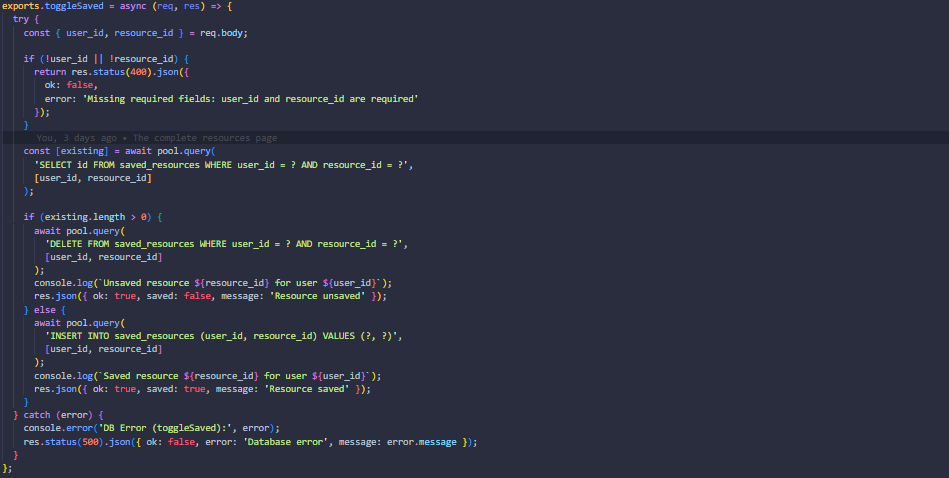 exports.toggleSaved = async (req, res) => {
  try {
    const { user_id, resource_id } = req.body;
    if (!user_id || !resource_id) {
      return res.status(400).json({
        ok: false,
        error: 'Missing required fields: user_id and resource_id are required'
      });
    }
      You, 3 days ago • The complete resources page
    const [existing] = await pool.query(
      'SELECT id FROM saved_resources WHERE user_id = ? AND resource_id = ?',
      [user_id, resource_id]
    );
    if (existing.length > 0) {
      await pool.query(
        'DELETE FROM saved_resources WHERE user_id = ? AND resource_id = ?',
        [user_id, resource_id]
      );
      console.log(`Unsaved resource ${resource_id} for user ${user_id}`);
      res.json({ ok: true, saved: false, message: 'Resource unsaved' });
    } else {
      await pool.query(
        'INSERT INTO saved_resources (user_id, resource_id) VALUES (?, ?)',
        [user_id, resource_id]
      );
      console.log(`Saved resource ${resource_id} for user ${user_id}`);
      res.json({ ok: true, saved: true, message: 'Resource saved' });
    }
  } catch (error) {
    console.error('DB Error (toggleSaved):', error);
    res.status(500).json({ ok: false, error: 'Database error', message: error.message });
  }
};